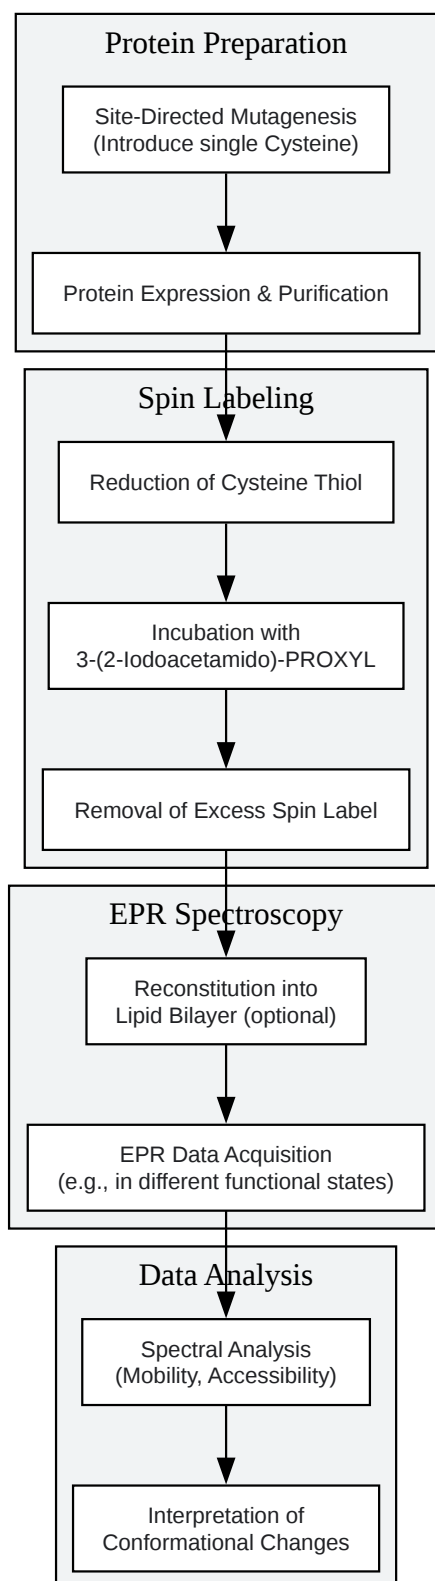 Protein Preparation
Site-Directed Mutagenesis
(Introduce single Cysteine)
Protein Expression & Purification
Spin Labeling
Reduction of Cysteine Thiol
Incubation with
3-(2-Iodoacetamido)-PROXYL
Removal of Excess Spin Label
EPR Spectroscopy
Reconstitution into
Lipid Bilayer (optional)
EPR Data Acquisition
(e.g., in different functional states)
Data Analysis
Spectral Analysis
(Mobility, Accessibility)
Interpretation of
Conformational Changes